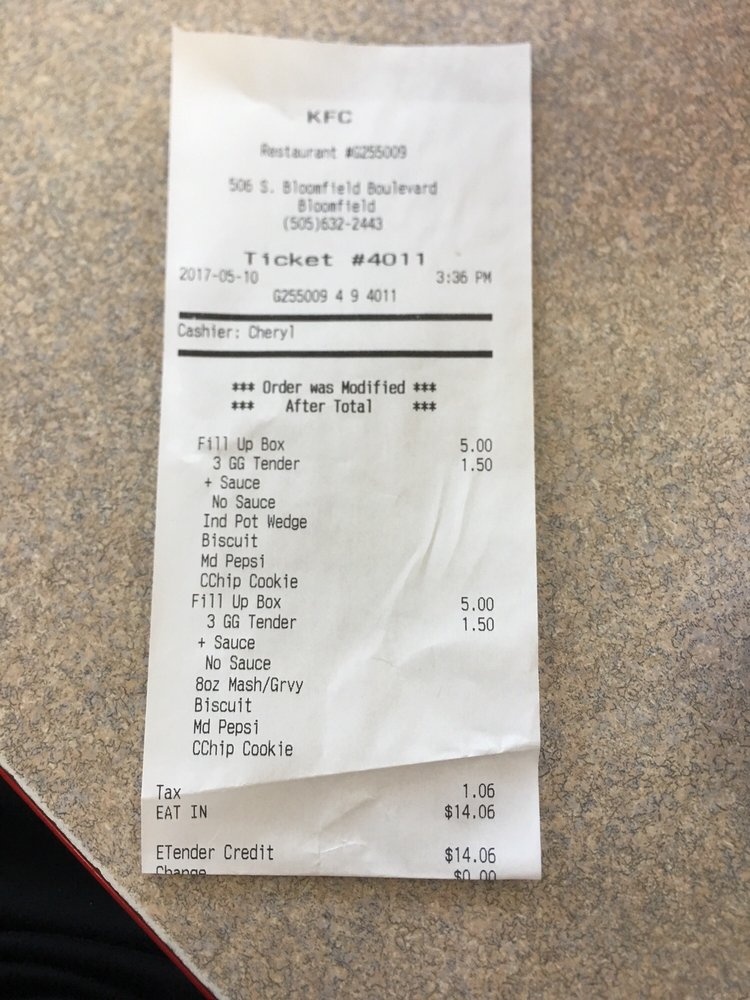 KFC
Restaurant #G255009
506 S. Bloomfield Boulevard
Bloomfield
(505)632-2443
Ticket #4011
2017-05-10 3:36 PM
G255009 4 9 4011
Cashier: Cheryl
*** Order was Modified ***
*** After Total ***
Fill Up Box 5.00
3 GG Tender 1.50
+ Sauce
No Sauce
Ind Pot Wedge
Biscuit
Md Pepsi
CChip Cookie
Fill Up Box 5.00
3 GG Tender 1.50
+ Sauce
No Sauce
8oz Mash/Grvy
Biscuit
Md Pepsi
CChip Cookie
Tax 1.06
EAT IN $14.06
ETender Credit $14.06
Change $0.00